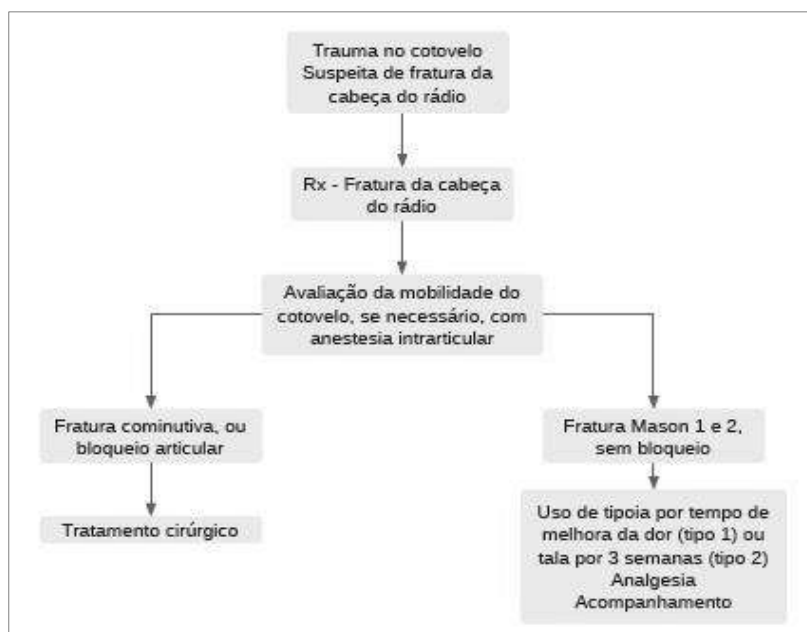 Trauma no cotovelo
Suspeita de fratura da
cabeça do rádio
Rx - Fratura da cabeça
do rádio
Avaliação da mobilidade do
cotovelo, se necessário, com
anestesia intrarticular
Fratura cominutiva, ou
bloqueio articular
Tratamento cirúrgico
Fratura Mason 1 e 2,
sem bloqueio
Uso de tipoia por tempo de
melhora da dor (tipo 1) ou
tala por 3 semanas (tipo 2)
Analgesia
Acompanhamento